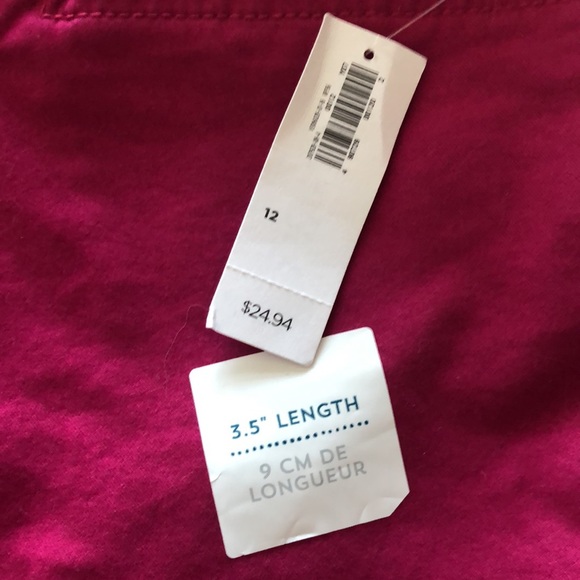 12
$24.94
3.5" LENGTH
9 CM DE
LONGUEUR